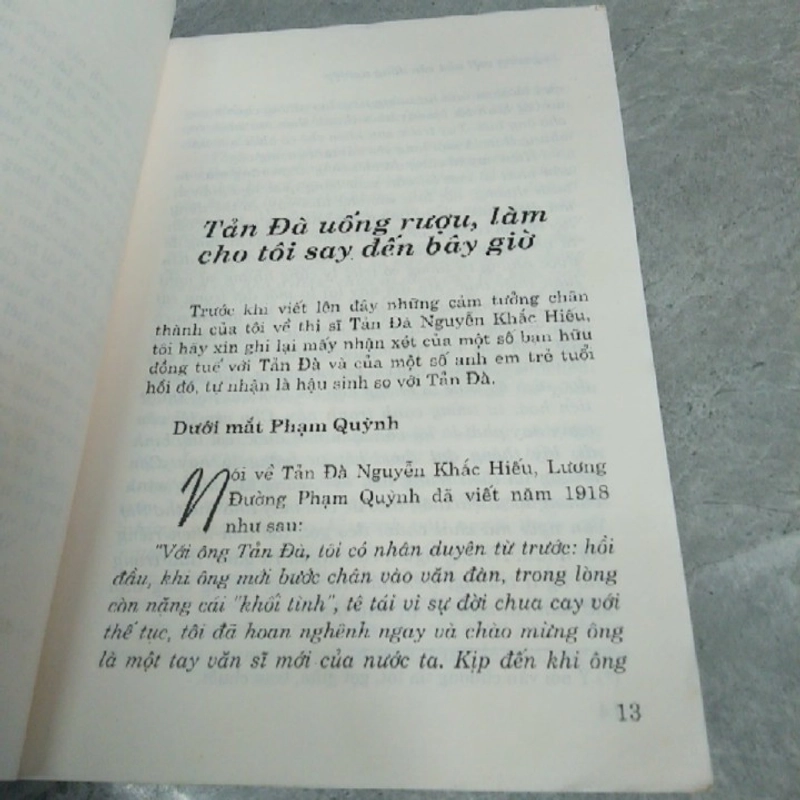 Tản Đà uống rượu, làm
cho tôi say đến bây giờ
Trước khi viết lên đây những cảm tưởng chân
thành của tôi về thi sĩ Tản Đà Nguyễn Khắc Hiếu,
tôi hãy xin ghi lại mấy nhận xét của một số bạn hữu
đồng tuế với Tản Đà và của một số anh em trẻ tuổi
hồi đó, tự nhận là hậu sinh so với Tản Đà.
Dưới mắt Phạm Quỳnh
Nói về Tản Đà Nguyễn Khắc Hiếu, Lương
Đường Phạm Quỳnh đã viết năm 1918
như sau:
"Với ông Tản Đà, tôi có nhân duyên từ trước: hồi
đầu, khi ông mới bước chân vào văn đàn, trong lòng
còn nặng cái "khối tình", tê tái vì sự đời chua cay với
thế tục, tôi đã hoan nghênh ngay và chào mừng ông
là một tay văn sĩ mới của nước ta. Kịp đến khi ông
13